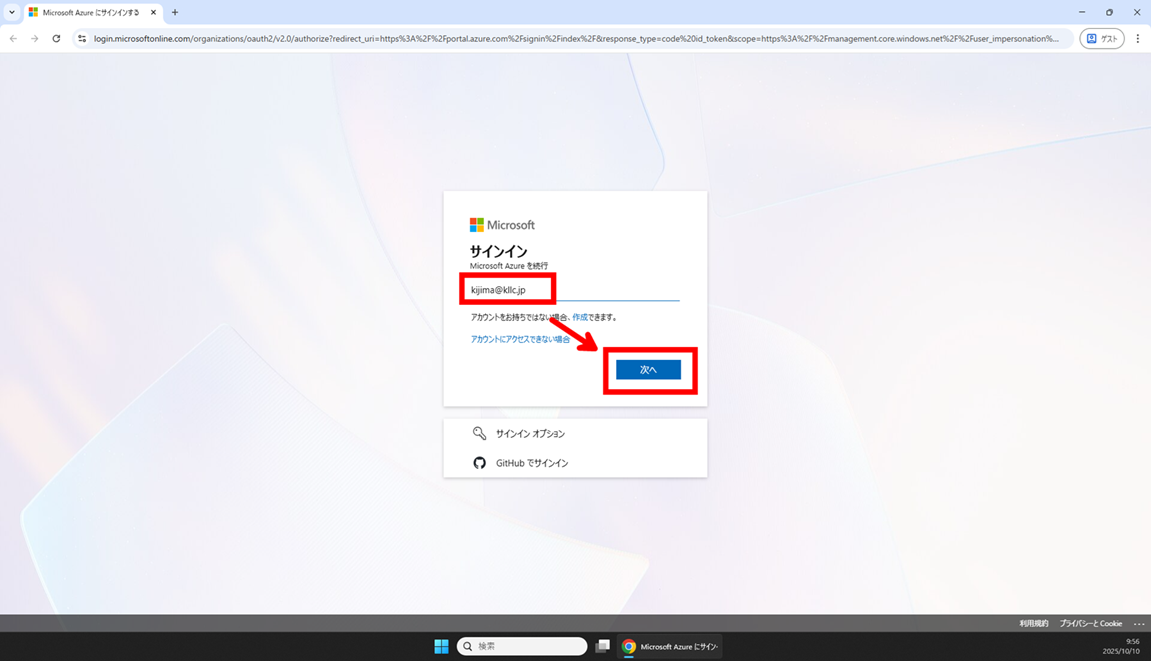 Microsoft Azure にサインインする
login.microsoftonline.com/organizations/oauth2/v2.0/authorize?redirect_uri=https%3A%2F%2Fportal.azure.com%2Fsignin%2Findex%2F&response_type=code%20id_token&scope=https%3A%2F%2Fmanagement.core.windows.net%2F%2Fuser_impersonation%...
ゲスト
Microsoft
サインイン
Microsoft Azure を続行
kijima@kllc.jp
アカウントをお持ちではない場合、作成できます。
アカウントにアクセスできない場合
次へ
サインイン オプション
GitHub でサインイン
利用規約 プライバシーと Cookie ...
検索
Microsoft Azure にサイン·
9:56
2025/10/10